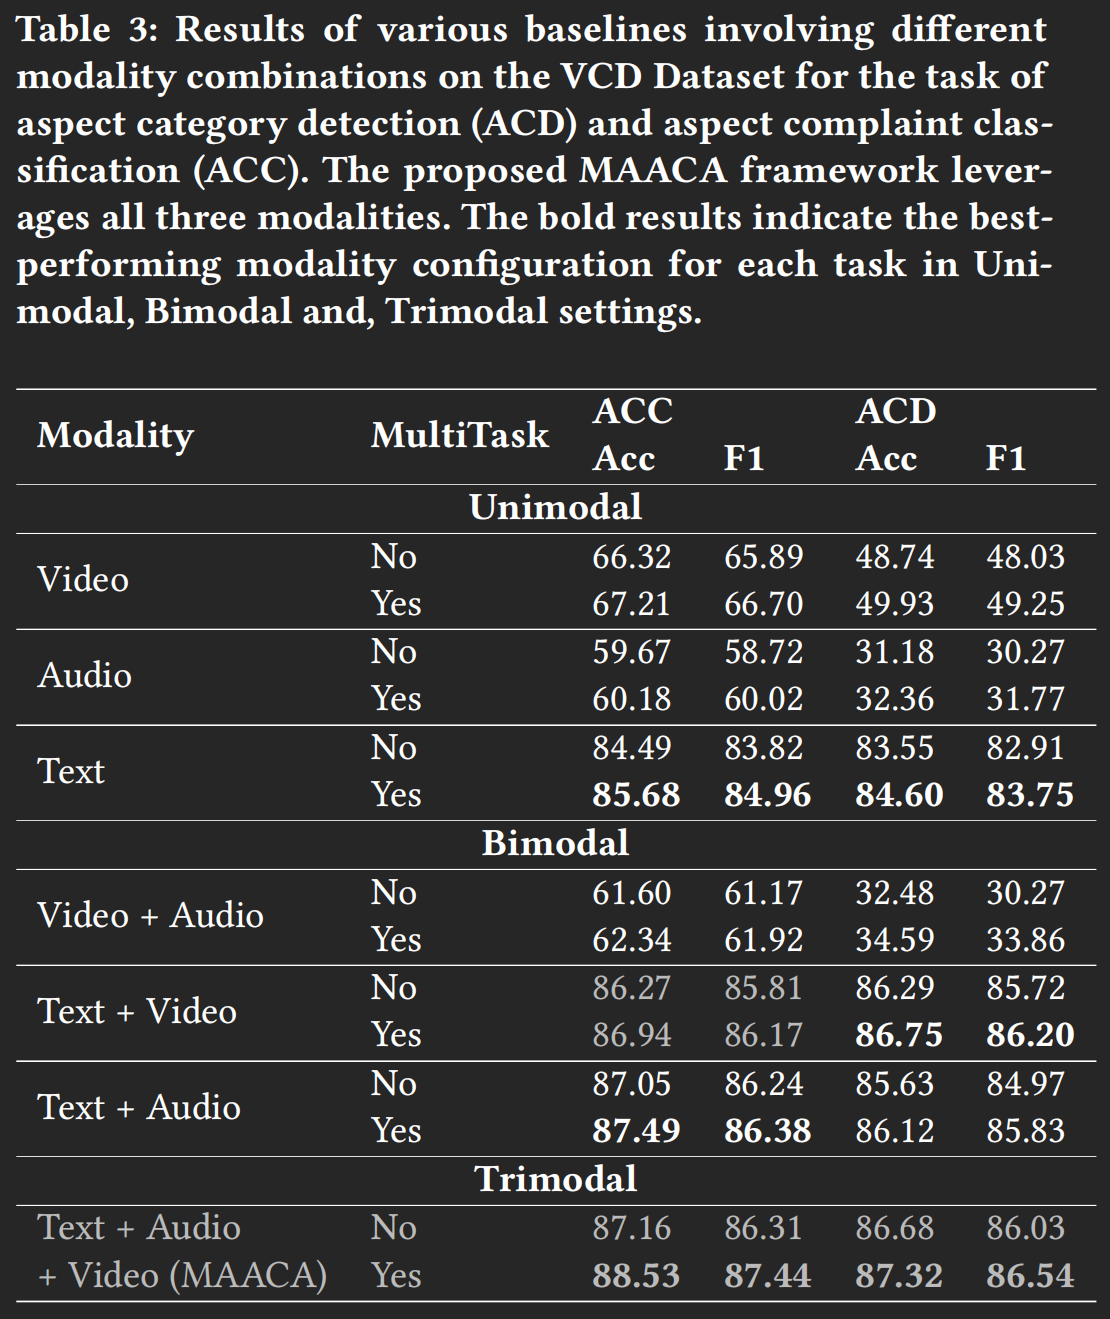 Table 3: Results of various baselines involving different
modality combinations on the VCD Dataset for the task of
aspect category detection (ACD) and aspect complaint clas-
sification (ACC). The proposed MAACA framework lever-
ages all three modalities. The bold results indicate the best-
performing modality configuration for each task in Uni-
modal, Bimodal and, Trimodal settings.
Modality MultiTask ACC ACD
Acc F1 Acc F1
Unimodal
Video No 66.32 65.89 48.74 48.03
Yes 67.21 66.70 49.93 49.25
Audio No 59.67 58.72 31.18 30.27
Yes 60.18 60.02 32.36 31.77
Text No 84.49 83.82 83.55 82.91
Yes 85.68 84.96 84.60 83.75
Bimodal
Video + Audio No 61.60 61.17 32.48 30.27
Yes 62.34 61.92 34.59 33.86
Text + Video No 86.27 85.81 86.29 85.72
Yes 86.94 86.17 86.75 86.20
Text + Audio No 87.05 86.24 85.63 84.97
Yes 87.49 86.38 86.12 85.83
Trimodal
Text + Audio No 87.16 86.31 86.68 86.03
+ Video (MAACA) Yes 88.53 87.44 87.32 86.54